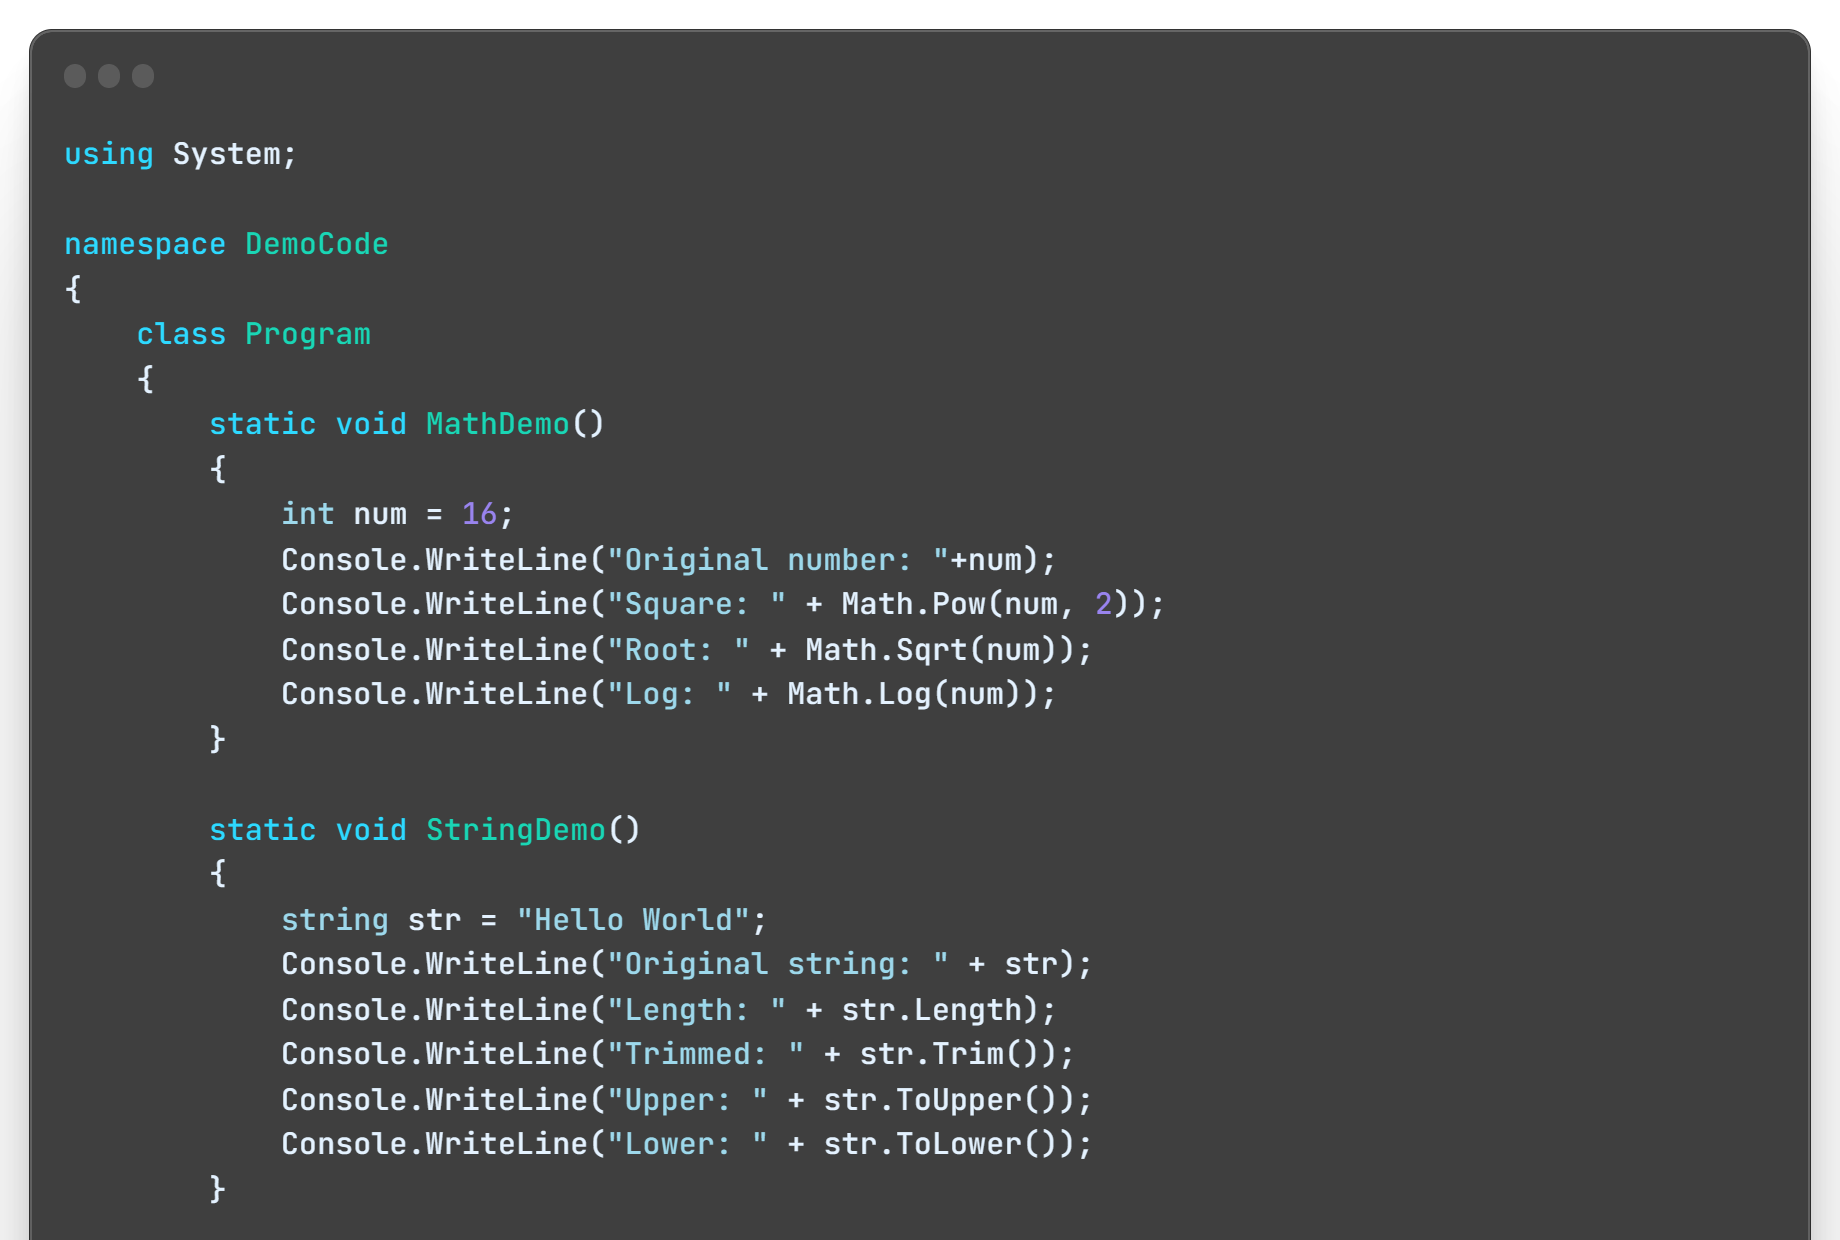 using System;

namespace DemoCode
{
    class Program
    {
        static void MathDemo()
        {
            int num = 16;
            Console.WriteLine("Original number: "+num);
            Console.WriteLine("Square: " + Math.Pow(num, 2));
            Console.WriteLine("Root: " + Math.Sqrt(num));
            Console.WriteLine("Log: " + Math.Log(num));
        }

        static void StringDemo()
        {
            string str = "Hello World";
            Console.WriteLine("Original string: " + str);
            Console.WriteLine("Length: " + str.Length);
            Console.WriteLine("Trimmed: " + str.Trim());
            Console.WriteLine("Upper: " + str.ToUpper());
            Console.WriteLine("Lower: " + str.ToLower());
        }